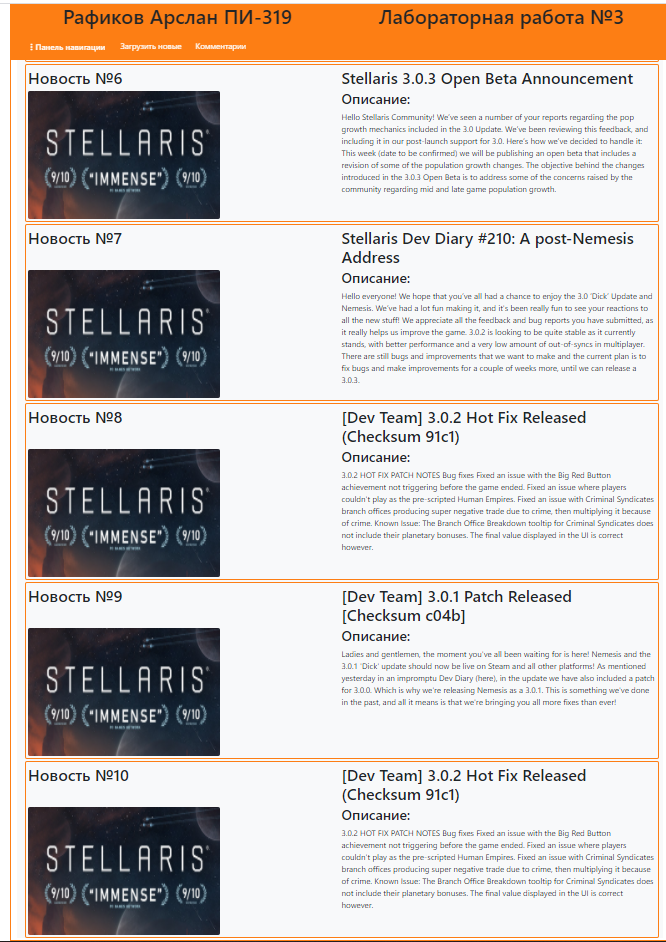 Рафиков Арслан ПИ-319
Лабораторная работа №3
⋮ Панель навигации
Загрузить новые
Комментарии
Новость №6
STELLARIS
9/10
"IMMENSE"
9/10
Stellaris 3.0.3 Open Beta Announcement
Описание:
Hello Stellaris Community! We've seen a number of your reports regarding the pop
growth mechanics included in the 3.0 Update. We've been reviewing this feedback, and
including it in our post-launch support for 3.0. Here's how we've decided to handle it:
This week (date to be confirmed) we will be publishing an open beta that includes a
revision of some of the population growth changes. The objective behind the changes
introduced in the 3.0.3 Open Beta is to address some of the concerns raised by the
community regarding mid and late game population growth.
Новость №7
STELLARIS
9/10
"IMMENSE"
9/10
Stellaris Dev Diary #210: A post-Nemesis
Address
Описание:
Hello everyone! We hope that you've all had a chance to enjoy the 3.0 'Dick' Update and
Nemesis. We've had a lot fun making it, and it's been really fun to see your reactions to
all the new stuff! We appreciate all the feedback and bug reports you have submitted, as
it really helps us improve the game. 3.0.2 is looking to be quite stable as it currently
stands, with better performance and a very low amount of out-of-syncs in multiplayer.
There are still bugs and improvements that we want to make and the current plan is to
fix bugs and make improvements for a couple of weeks more, until we can release a
3.0.3.
Новость №8
STELLARIS
9/10
"IMMENSE"
9/10
[Dev Team] 3.0.2 Hot Fix Released
(Checksum 91c1)
Описание:
3.0.2 HOT FIX PATCH NOTES Bug fixes Fixed an issue with the Big Red Button
achievement not triggering before the game ended. Fixed an issue where players
couldn't play as the pre-scripted Human Empires. Fixed an issue with Criminal Syndicates
branch offices producing super negative trade due to crime, then multiplying it because
of crime. Known Issue: The Branch Office Breakdown tooltip for Criminal Syndicates does
not include their planetary bonuses. The final value displayed in the UI is correct
however.
Новость №9
STELLARIS
9/10
"IMMENSE"
9/10
[Dev Team] 3.0.1 Patch Released
[Checksum c04b]
Описание:
Ladies and gentlemen, the moment you've all been waiting for is here! Nemesis and the
3.0.1 'Dick' update should now be live on Steam and all other platforms! As mentioned
yesterday in an impromptu Dev Diary (here), in the update we have also included a patch
for 3.0.0. Which is why we're releasing Nemesis as a 3.0.1. This is something we've done
in the past, and all it means is that we're bringing you all more fixes than ever!
Новость №10
STELLARIS
9/10
"IMMENSE"
9/10
[Dev Team] 3.0.2 Hot Fix Released
(Checksum 91c1)
Описание:
3.0.2 HOT FIX PATCH NOTES Bug fixes Fixed an issue with the Big Red Button
achievement not triggering before the game ended. Fixed an issue where players
couldn't play as the pre-scripted Human Empires. Fixed an issue with Criminal Syndicates
branch offices producing super negative trade due to crime, then multiplying it because
of crime. Known Issue: The Branch Office Breakdown tooltip for Criminal Syndicates does
not include their planetary bonuses. The final value displayed in the UI is correct
however.